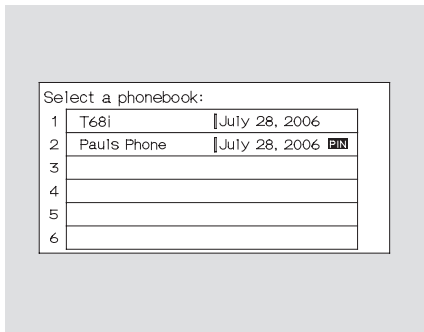 Select a phonebook:
1 T68i July 28, 2006
2 Pauls Phone July 28, 2006 PIN
3
4
5
6